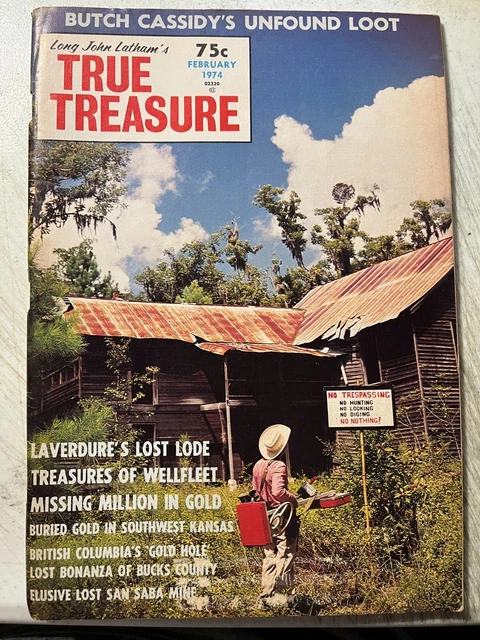 BUTCH CASSIDY'S UNFOUND LOOT
Long John Latham's
TRUE
TREASURE
75c
FEBRUARY
1974
02320
NO TRESPASSING
NO HUNTING
NO LOOKING
NO DIGING
NO NOTHING!
LAVERDURE'S LOST LODE
TREASURES OF WELLFLEET
MISSING MILLION IN GOLD
BURIED GOLD IN SOUTHWEST KANSAS
BRITISH COLUMBIA'S 'GOLD HOLE'
LOST BONANZA OF BUCKS COUNTY
ELUSIVE LOST SAN SABA MINE